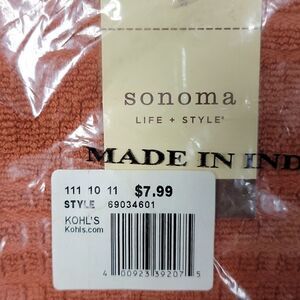 sonoma
LIFE + STYLE®
MADE IN IND
111 10 11 $7.99
STYLE 69034601
KOHL'S
Kohls.com
4 00923 39207 5